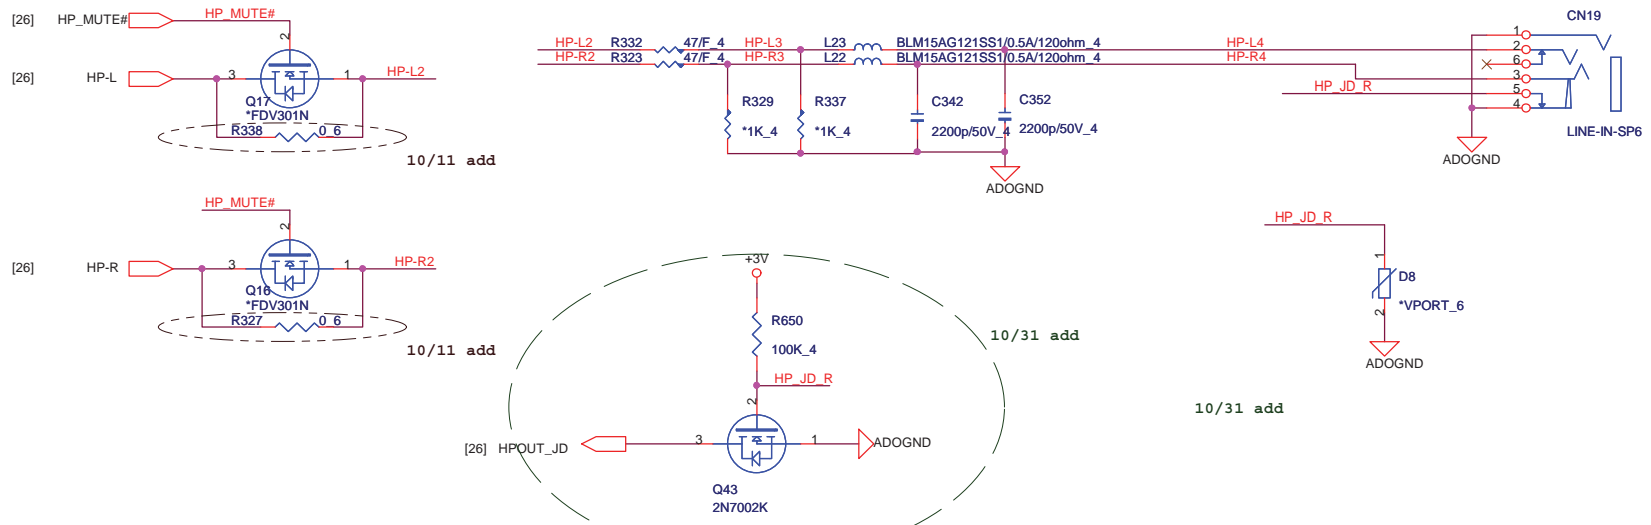 [26] HP_MUTE# HP_MUTE#
2
[26] HP-L 3 1 HP-L2
Q17
*FDV301N
R338 0_6
10/11 add
HP_MUTE#
2
[26] HP-R 3 1 HP-R2
Q16
*FDV301N
R327 0_6
10/11 add
HP-L2 R332 47/F_4 HP-L3 L23 BLM15AG121SS1/0.5A/120ohm_4 HP-L4
HP-R2 R323 47/F_4 HP-R3 L22 BLM15AG121SS1/0.5A/120ohm_4 HP-R4
R329
*1K_4
R337
*1K_4
C342
2200p/50V_4
C352
2200p/50V_4
ADOGND
CN19
1
2
6
3
HP_JD_R 5
4
LINE-IN-SP6
ADOGND
+3V
R650
100K_4
10/31 add
HP_JD_R
2
[26] HPOUT_JD 3 1 ADOGND
Q43
2N7002K
HP_JD_R
1
D8
*VPORT_6
2
ADOGND
10/31 add